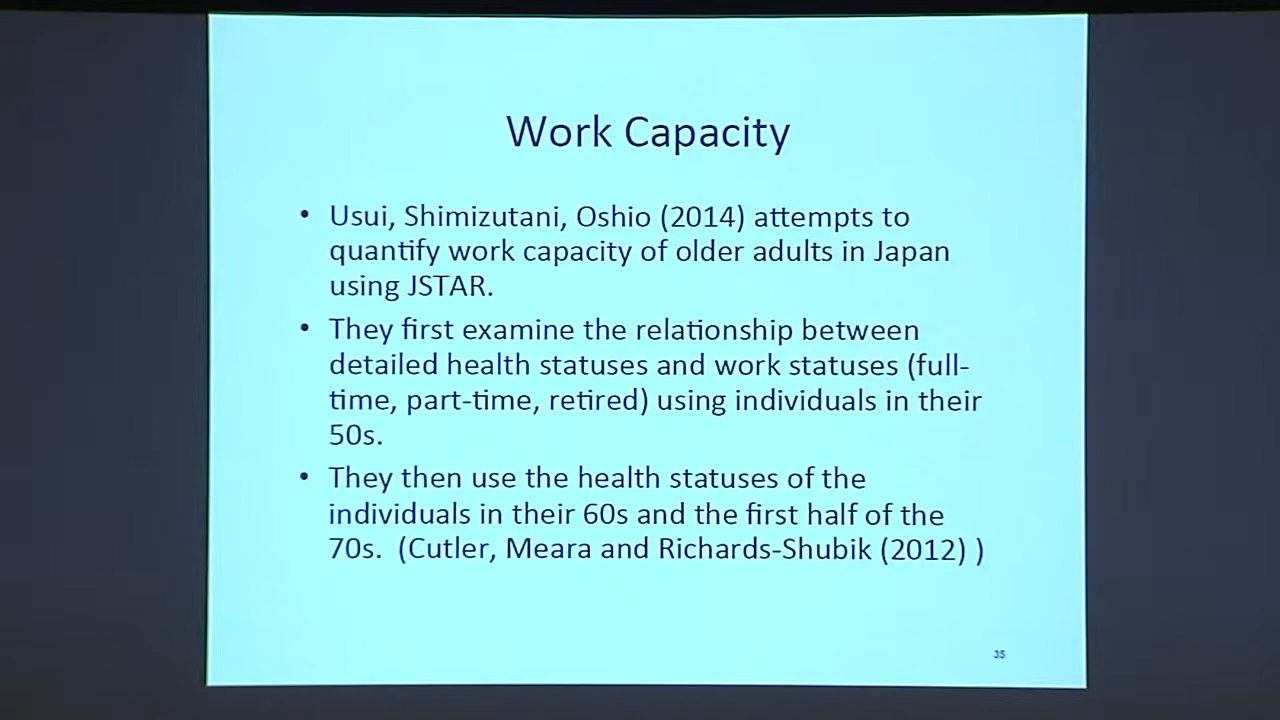 Work Capacity
• Usui, Shimizutani, Oshio (2014) attempts to
quantify work capacity of older adults in Japan
using JSTAR.
• They first examine the relationship between
detailed health statuses and work statuses (full-
time, part-time, retired) using individuals in their
50s.
• They then use the health statuses of the
individuals in their 60s and the first half of the
70s.  (Cutler, Meara and Richards-Shubik (2012) )
35